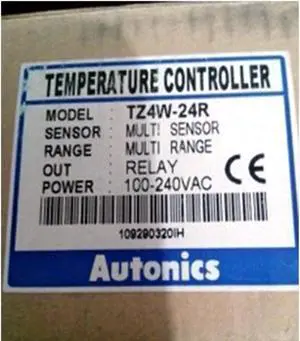 TEMPERATURE CONTROLLER
MODEL : TZ4W-24R
SENSOR : MULTI SENSOR
RANGE : MULTI RANGE
OUT : RELAY
POWER : 100-240VAC
CE
109290320IH
Autonics